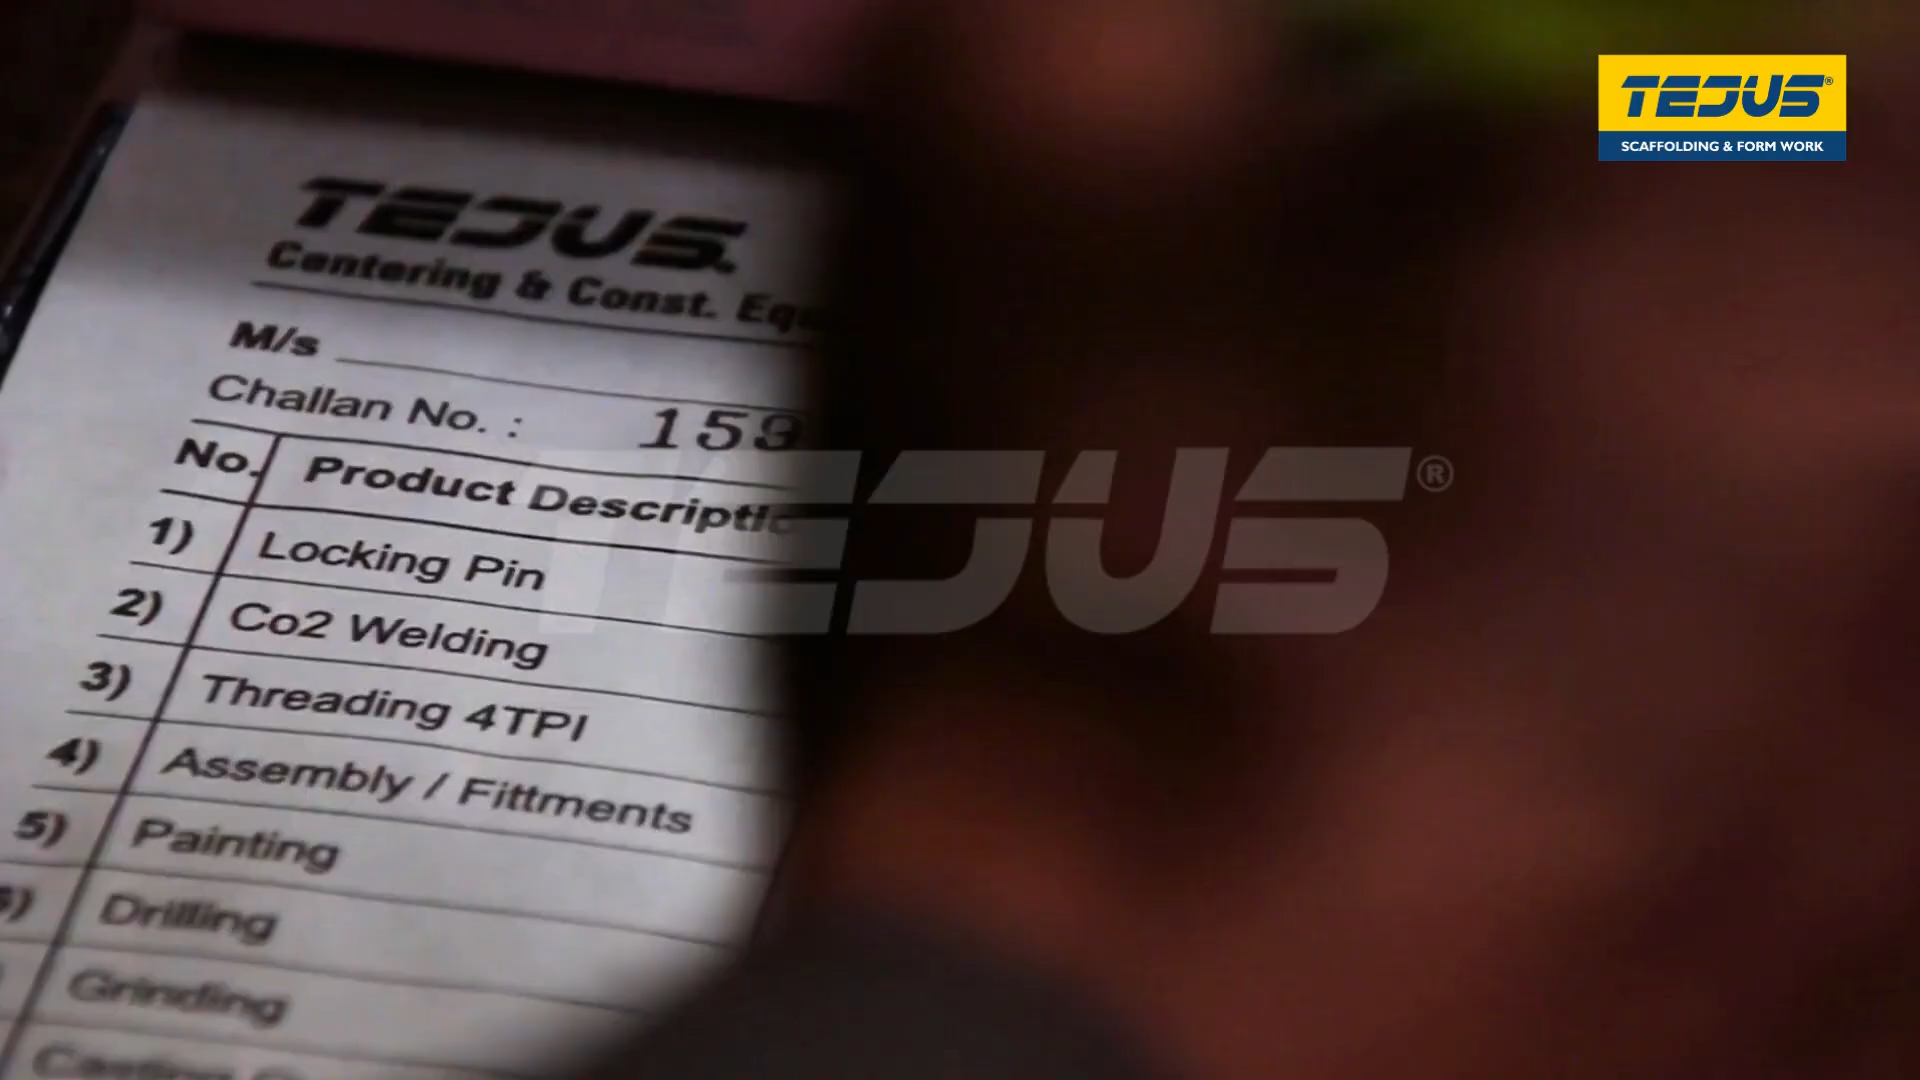 TEJUS®
SCAFFOLDING & FORM WORK
TEJUS
Centering & Const.
M/s
Challan No. : 159
No. Product
1) Locking Pin
2) Co2 Welding
3) Threading 4TPI
4) Assembly / Fittments
5) Painting
Drilling
Grinding
TEJUS®